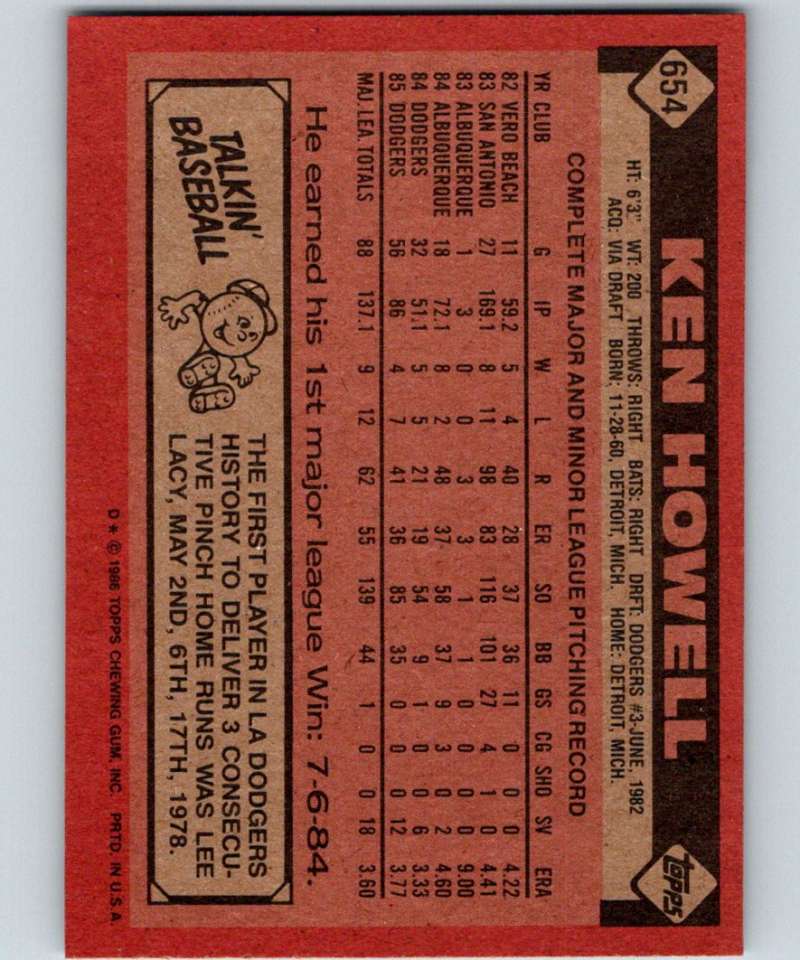 654
KEN HOWELL
topps
HT: 6'3" WT: 200 THROWS: RIGHT BATS: RIGHT DRFT: DODGERS #3-JUNE, 1982
ACQ: VIA DRAFT BORN: 11-28-60, DETROIT, MICH. HOME: DETROIT, MICH.
COMPLETE MAJOR AND MINOR LEAGUE PITCHING RECORD
YR CLUB G IP W L R ER SO BB GS CG SHO SV ERA
82 VERO BEACH 11 59.2 5 4 40 28 37 36 11 0 0 0 4.22
83 SAN ANTONIO 27 169.1 8 11 98 83 116 101 27 4 1 0 4.41
83 ALBUQUERQUE 1 3 0 0 3 3 1 1 0 0 0 0 9.00
84 ALBUQUERQUE 18 72.1 8 2 48 37 58 37 9 3 0 2 4.60
84 DODGERS 32 51.1 5 5 21 19 54 9 1 0 0 6 3.33
85 DODGERS 56 86 4 7 41 36 85 35 0 0 0 12 3.77
MAJ. LEA TOTALS 88 137.1 9 12 62 55 139 44 1 0 0 18 3.60
He earned his 1st major league Win: 7-6-84.
TALKIN'
BASEBALL
THE FIRST PLAYER IN LA DODGERS
HISTORY TO DELIVER 3 CONSECU-
TIVE PINCH HOME RUNS WAS LEE
LACY, MAY 2ND, 6TH, 17TH, 1978.
D* © 1986 TOPPS CHEWING GUM, INC. PRTD. IN U.S.A.